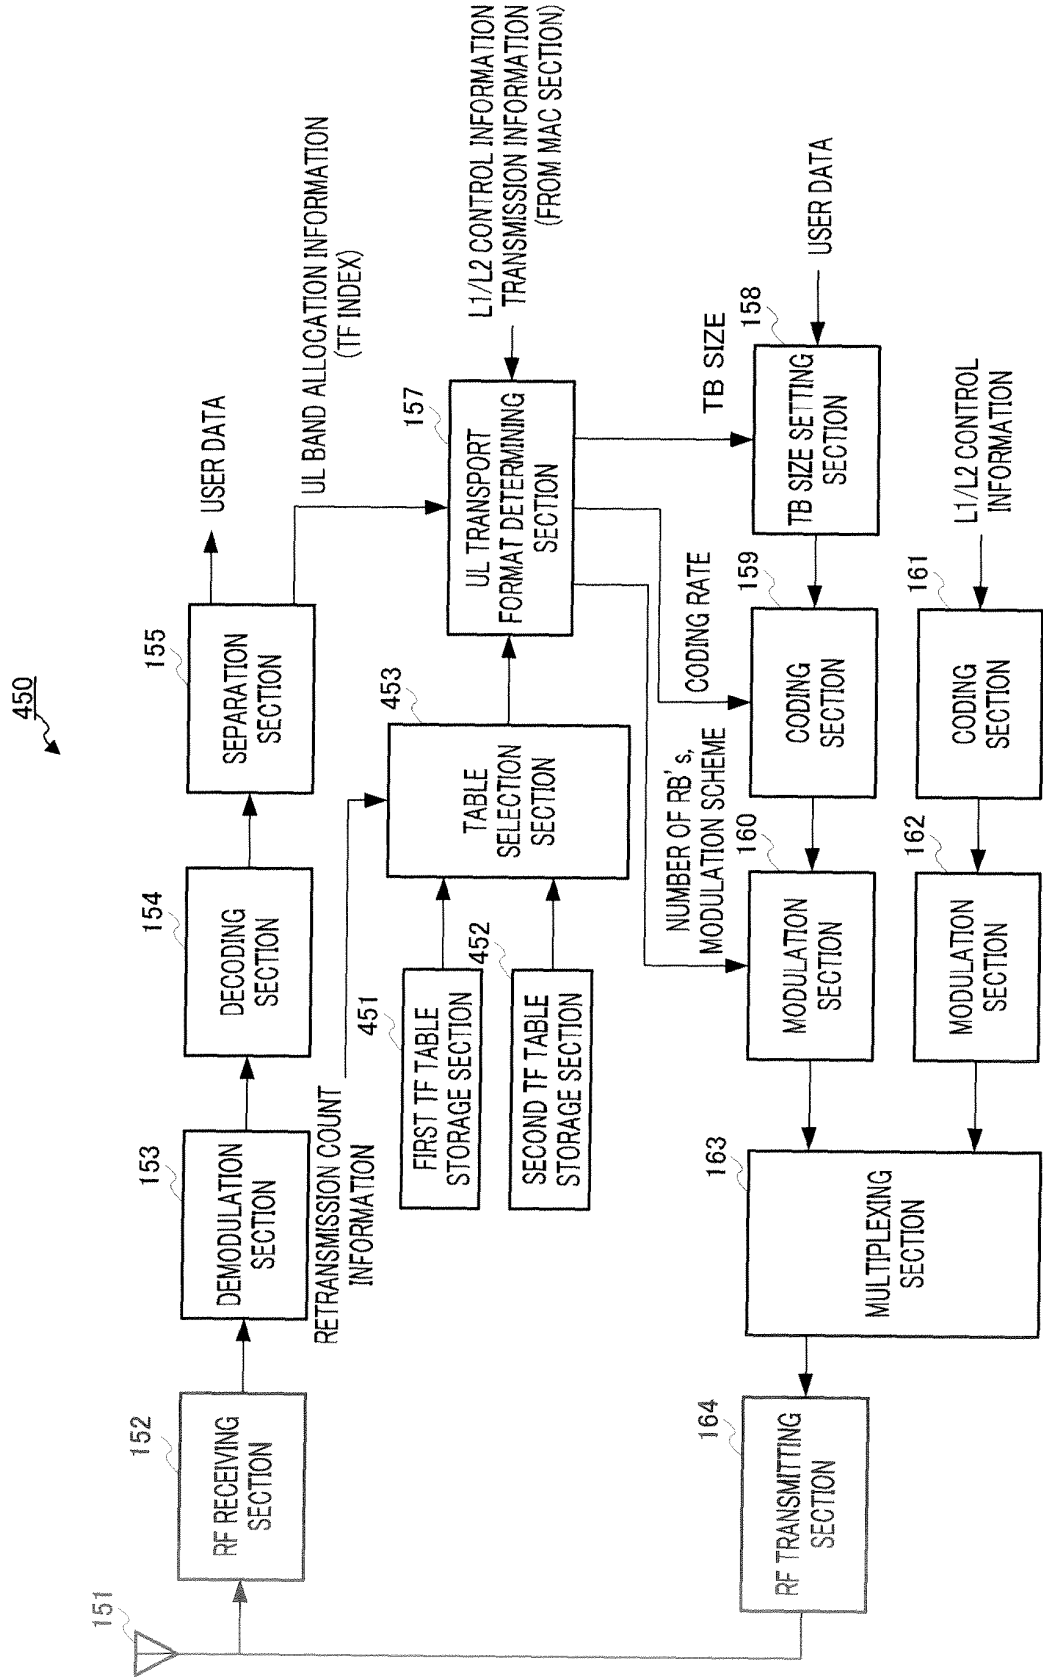 450
151
152
RF RECEIVING
SECTION
153
DEMODULATION
SECTION
154
DECODING
SECTION
155
SEPARATION
SECTION
USER DATA
UL BAND ALLOCATION INFORMATION
(TF INDEX)
RETRANSMISSION COUNT
INFORMATION
451
FIRST TF TABLE
STORAGE SECTION
452
SECOND TF TABLE
STORAGE SECTION
453
TABLE
SELECTION
SECTION
157
UL TRANSPORT
FORMAT DETERMINING
SECTION
L1/L2 CONTROL INFORMATION
TRANSMISSION INFORMATION
(FROM MAC SECTION)
NUMBER OF RB's,
MODULATION SCHEME
CODING RATE
TB SIZE
164
RF TRANSMITTING
SECTION
163
MULTIPLEXING
SECTION
160
MODULATION
SECTION
159
CODING
SECTION
158
TB SIZE SETTING
SECTION
USER DATA
162
MODULATION
SECTION
161
CODING
SECTION
L1/L2 CONTROL
INFORMATION